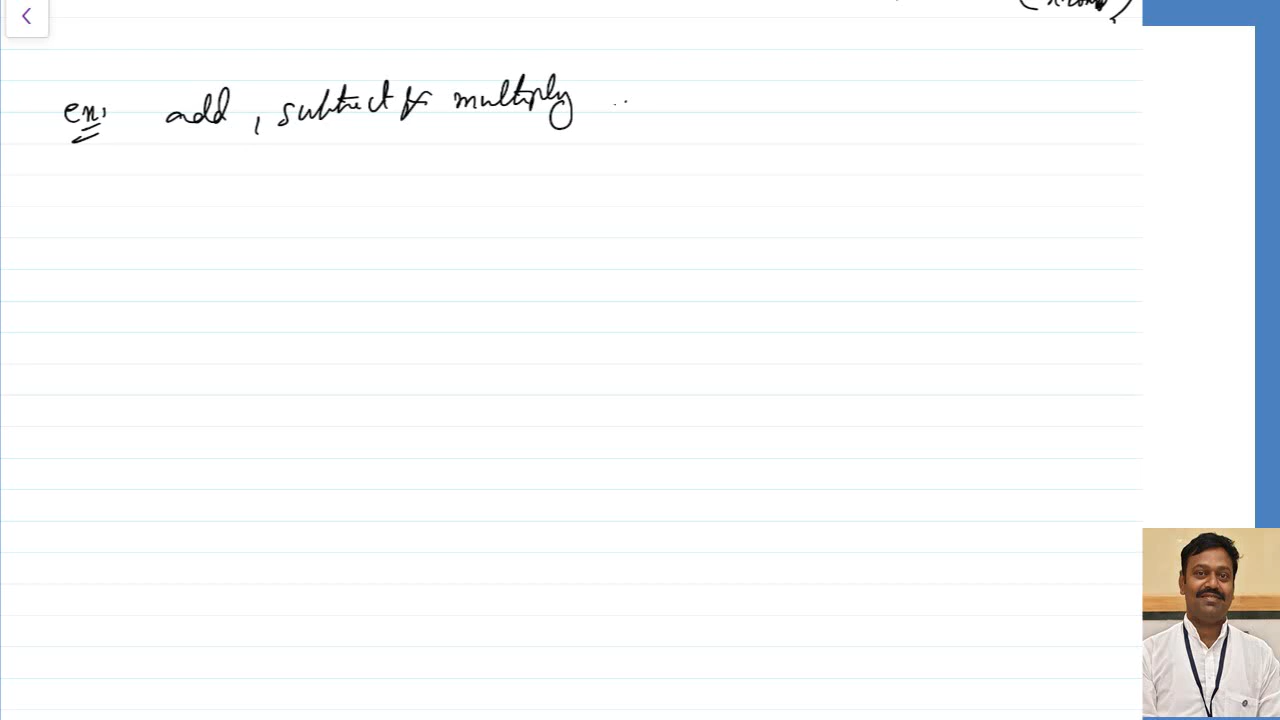 ex: add, subtract & multiply ..